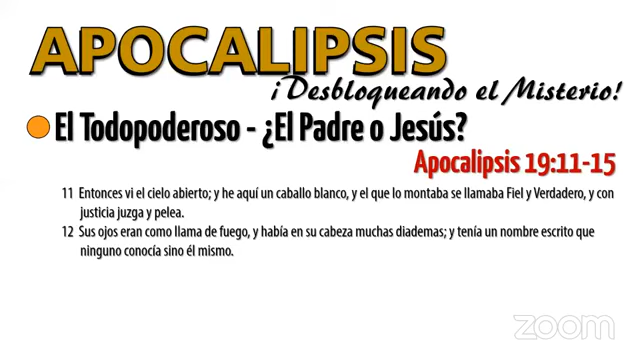 APOCALIPSIS
¡Desbloqueando el Misterio!
El Todopoderoso - ¿El Padre o Jesús?
Apocalipsis 19:11-15
11 Entonces vi el cielo abierto; y he aquí un caballo blanco, y el que lo montaba se llamaba Fiel y Verdadero, y con
justicia juzga y pelea.
12 Sus ojos eran como llama de fuego, y había en su cabeza muchas diademas; y tenía un nombre escrito que
ninguno conocía sino él mismo.
zoom